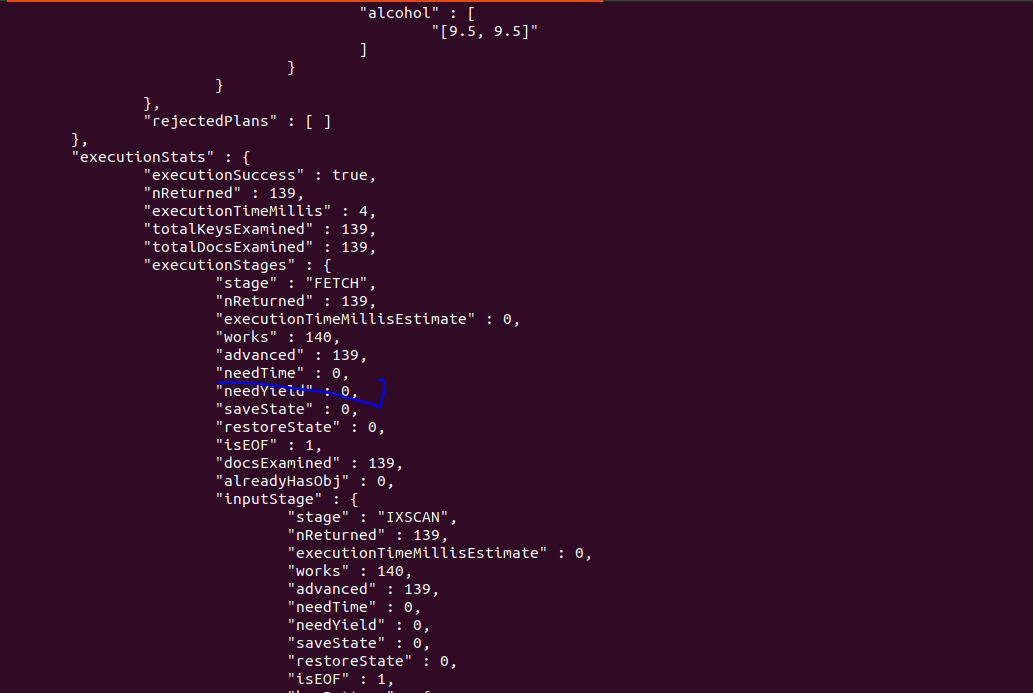 "alcohol" : [
"[9.5, 9.5]"
]
}
}
},
"rejectedPlans" : [ ]
},
"executionStats" : {
"executionSuccess" : true,
"nReturned" : 139,
"executionTimeMillis" : 4,
"totalKeysExamined" : 139,
"totalDocsExamined" : 139,
"executionStages" : {
"stage" : "FETCH",
"nReturned" : 139,
"executionTimeMillisEstimate" : 0,
"works" : 140,
"advanced" : 139,
"needTime" : 0,
"needYield" : 0,
"saveState" : 0,
"restoreState" : 0,
"isEOF" : 1,
"docsExamined" : 139,
"alreadyHasObj" : 0,
"inputStage" : {
"stage" : "IXSCAN",
"nReturned" : 139,
"executionTimeMillisEstimate" : 0,
"works" : 140,
"advanced" : 139,
"needTime" : 0,
"needYield" : 0,
"saveState" : 0,
"restoreState" : 0,
"isEOF" : 1,